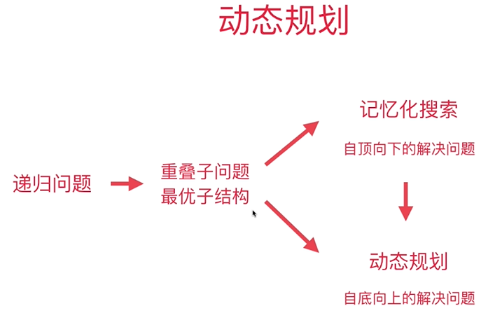 动态规划
递归问题
重叠子问题
最优子结构
记忆化搜索
自顶向下的解决问题
动态规划
自底向上的解决问题